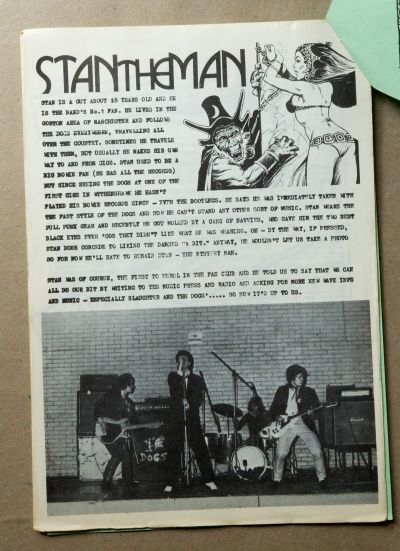 STANTHEMAN
STAN IS A GUY ABOUT 18 YEARS OLD AND HE
IS THE BAND'S No.1 FAN. HE LIVES IN THE
GORTON AREA OF MANCHESTER AND FOLLOWS
THE DOGS EVERYWHERE, TRAVELLING ALL
OVER THE COUNTRY. SOMETIMES HE TRAVELS
WITH THEM, BUT USUALLY HE MAKES HIS OWN
WAY TO AND FROM GIGS. STAN USED TO BE A
BIG BOWIE FAN (HE HAS ALL THE RECORDS)
BUT SINCE SEEING THE DOGS AT ONE OF THE
FIRST GIGS IN WYTHENSHAWE HE HASN'T
PLAYED HIS BOWIE RECORDS SINCE - EVEN THE BOOTLEGS. HE SAYS HE WAS IMMEDIATELY TAKEN WITH
THE FAST STYLE OF THE DOGS AND NOW HE CAN'T STAND ANY OTHER SORT OF MUSIC. STAN WEARS THE
FULL PUNK GEAR AND RECENTLY HE GOT ROLLED BY A GANG OF NAVVIES, WHO GAVE HIM THE TWO BEST
BLACK EYES EVER 'COS THEY DIDN'T LIKE WHAT HE WAS WEARING. OH - BY THE WAY, IF PRESSED,
STAN DOES CONCEDE TO LIKING THE DAMNED 'A BIT.' ANYWAY, HE WOULDN'T LET US TAKE A PHOTO
SO FOR NOW HE'LL HAVE TO REMAIN STAN - THE MYSTERY MAN.
STAN WAS OF COURSE, THE FIRST TO ENROLL IN THE FAN CLUB AND HE TOLD US TO SAY THAT WE CAN
ALL DO OUR BIT BY WRITING TO THE MUSIC PRESS AND RADIO AND ASKING FOR MORE NEW WAVE INFO
AND MUSIC - ESPECIALLY SLAUGHTER AND THE DOGS'..... SO NOW IT'S UP TO US.
THE
DOGS